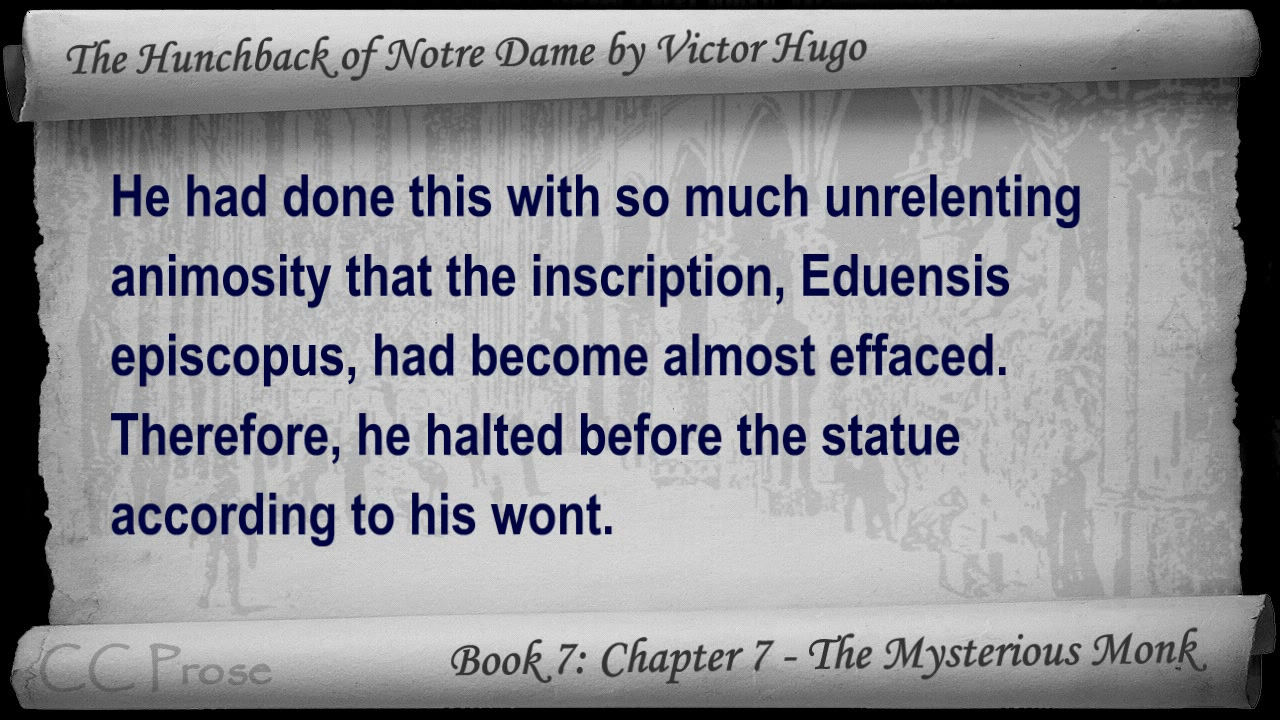 The Hunchback of Notre Dame by Victor Hugo
He had done this with so much unrelenting
animosity that the inscription, Eduensis
episcopus, had become almost effaced.
Therefore, he halted before the statue
according to his wont.
CC Prose
Book 7: Chapter 7 - The Mysterious Monk